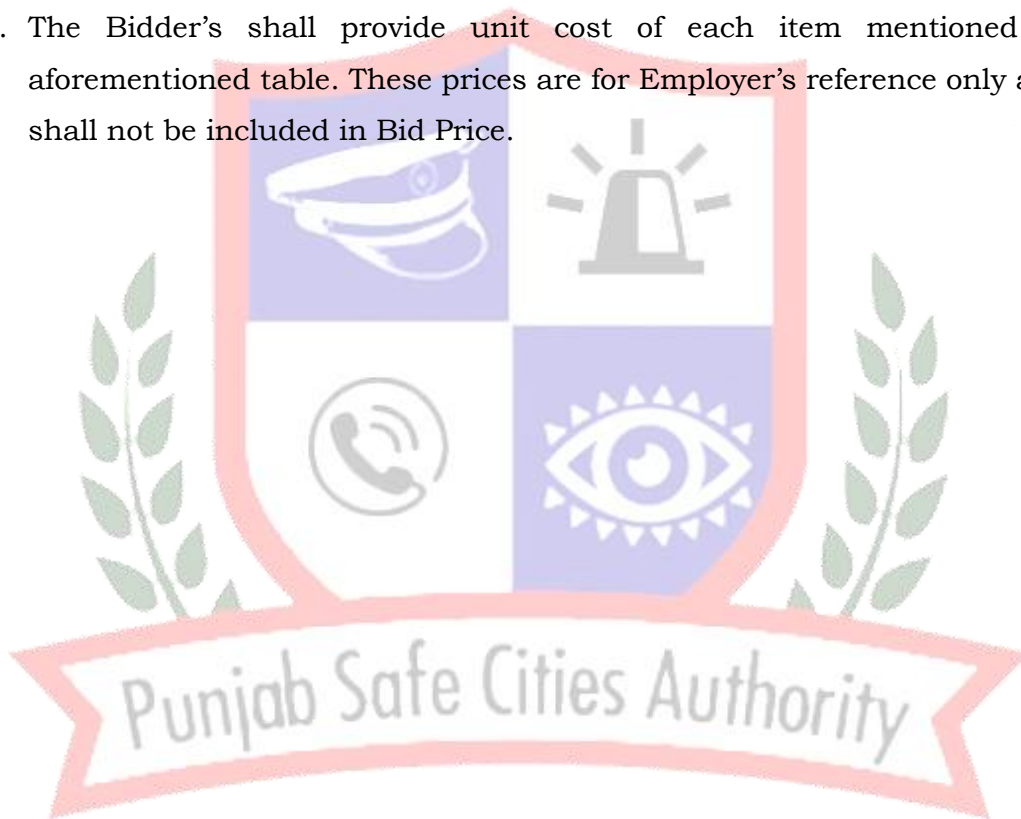 . The Bidder’s shall provide unit cost of each item mentioned
aforementioned table. These prices are for Employer’s reference only
shall not be included in Bid Price.
Punjab Safe Cities Authority